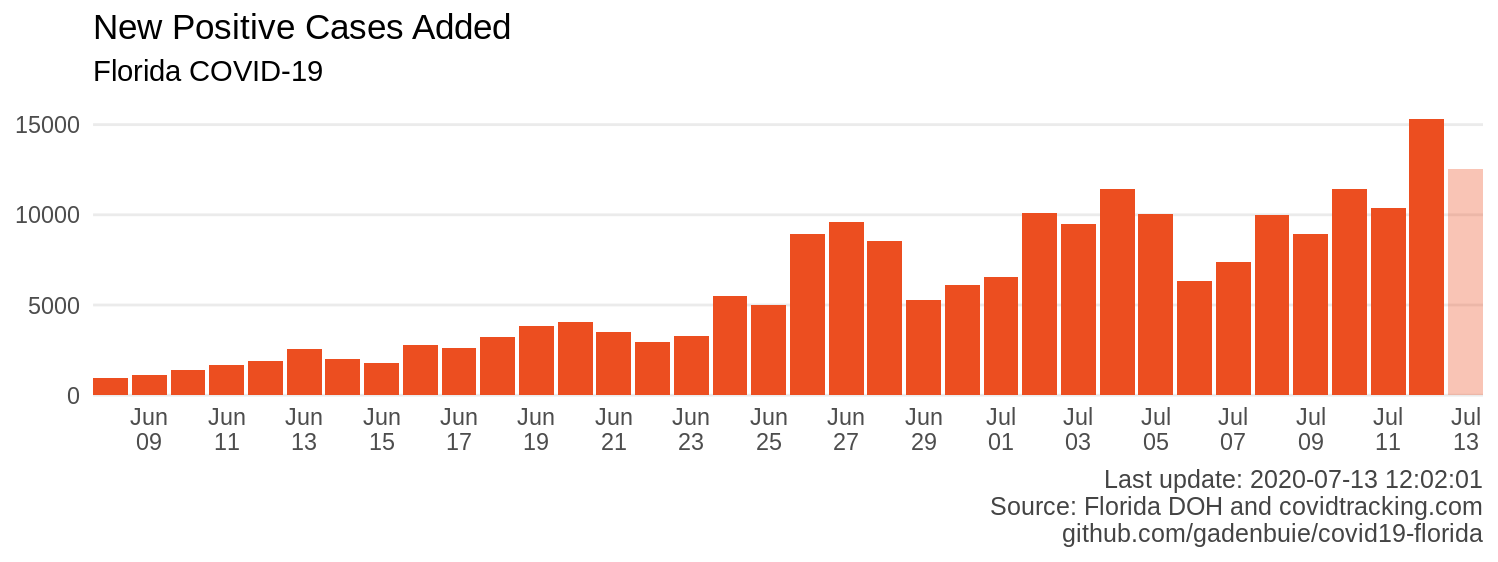 New Positive Cases Added
Florida COVID-19
15000
10000
5000
0
Jun Jun Jun Jun Jun Jun Jun Jun Jun Jun Jun Jul Jul Jul Jul Jul Jul Jul
09 11 13 15 17 19 21 23 25 27 29 01 03 05 07 09 11 13
Last update: 2020-07-13 12:02:01
Source: Florida DOH and covidtracking.com
github.com/gadenbuie/covid19-florida